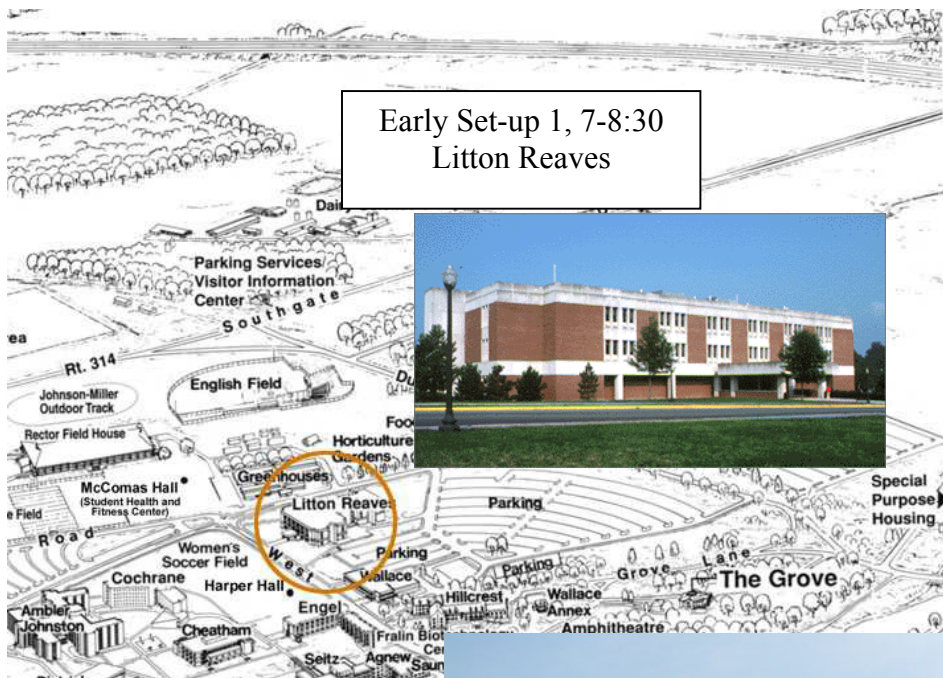 Early Set-up 1, 7-8:30
Litton Reaves
Parking Services/
Visitor Information
Center
Southgate
Rt. 314
English Field
Johnson-Miller
Outdoor Track
Rector Field House
Horticulture
Gardens
Greenhouses
McComas Hall
(Student Health and
Fitness Center)
Litton Reaves
Parking
Special
Purpose
Housing
Field
Road
Women's
Soccer Field
West
Parking
Parking
Grove Lane
The Grove
Cochrane
Harper Hall
Wallace
Hillcrest
Wallace
Annex
Amphitheatre
Ambler
Johnston
Cheatham
Engel
Fralin
Seitz
Agnew